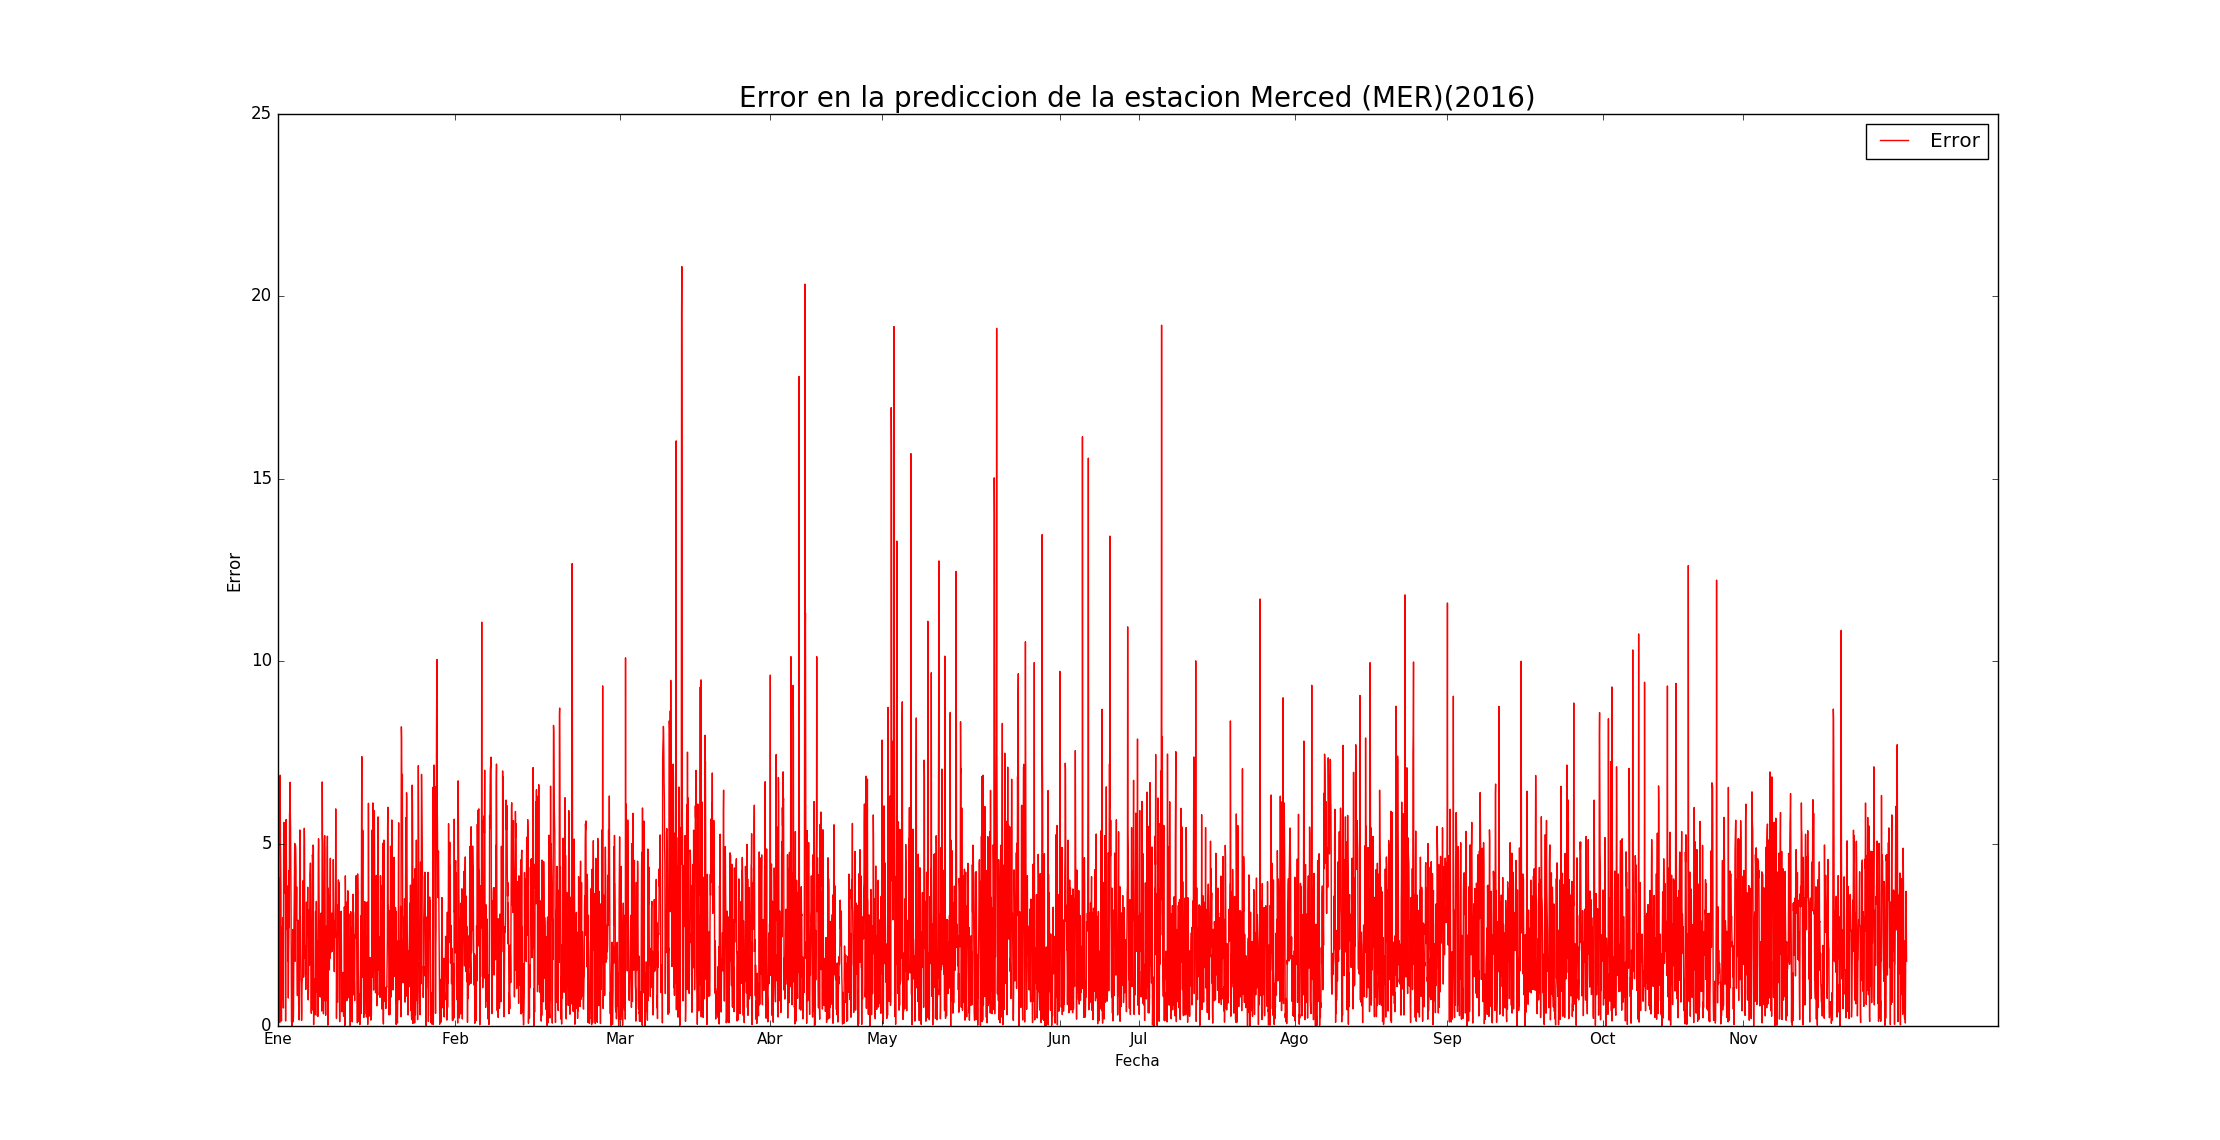 Error en la prediccion de la estacion Merced (MER)(2016)
25
Error
20
15
10
5
0
Error
Ene Feb Mar Abr May Jun Jul Ago Sep Oct Nov
Fecha